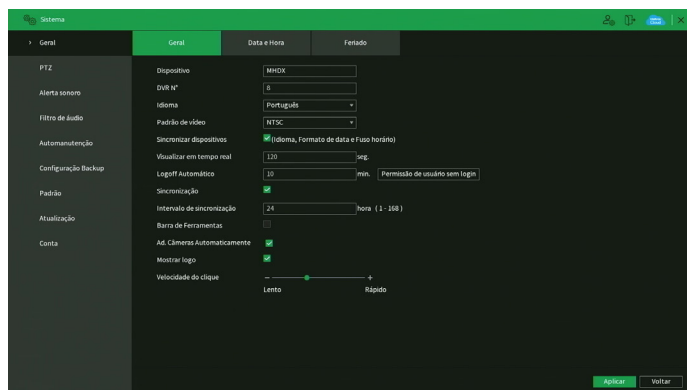 Sistema
Geral
PTZ
Alerta sonoro
Filtro de áudio
Automanutenção
Configuração Backup
Padrão
Atualização
Conta
Geral Data e Hora Feriado
Dispositivo MHDX
DVR N° 8
Idioma Português
Padrão de vídeo NTSC
Sincronizar dispositivos (Idioma, Formato de data e Fuso horário)
Visualizar em tempo real 120 seg.
Logoff Automático 10 min. Permissão de usuário sem login
Sincronização
Intervalo de sincronização 24 hora ( 1 - 168 )
Barra de Ferramentas
Ad. Câmeras Automaticamente
Mostrar logo
Velocidade do clique
Lento Rápido
Aplicar Voltar